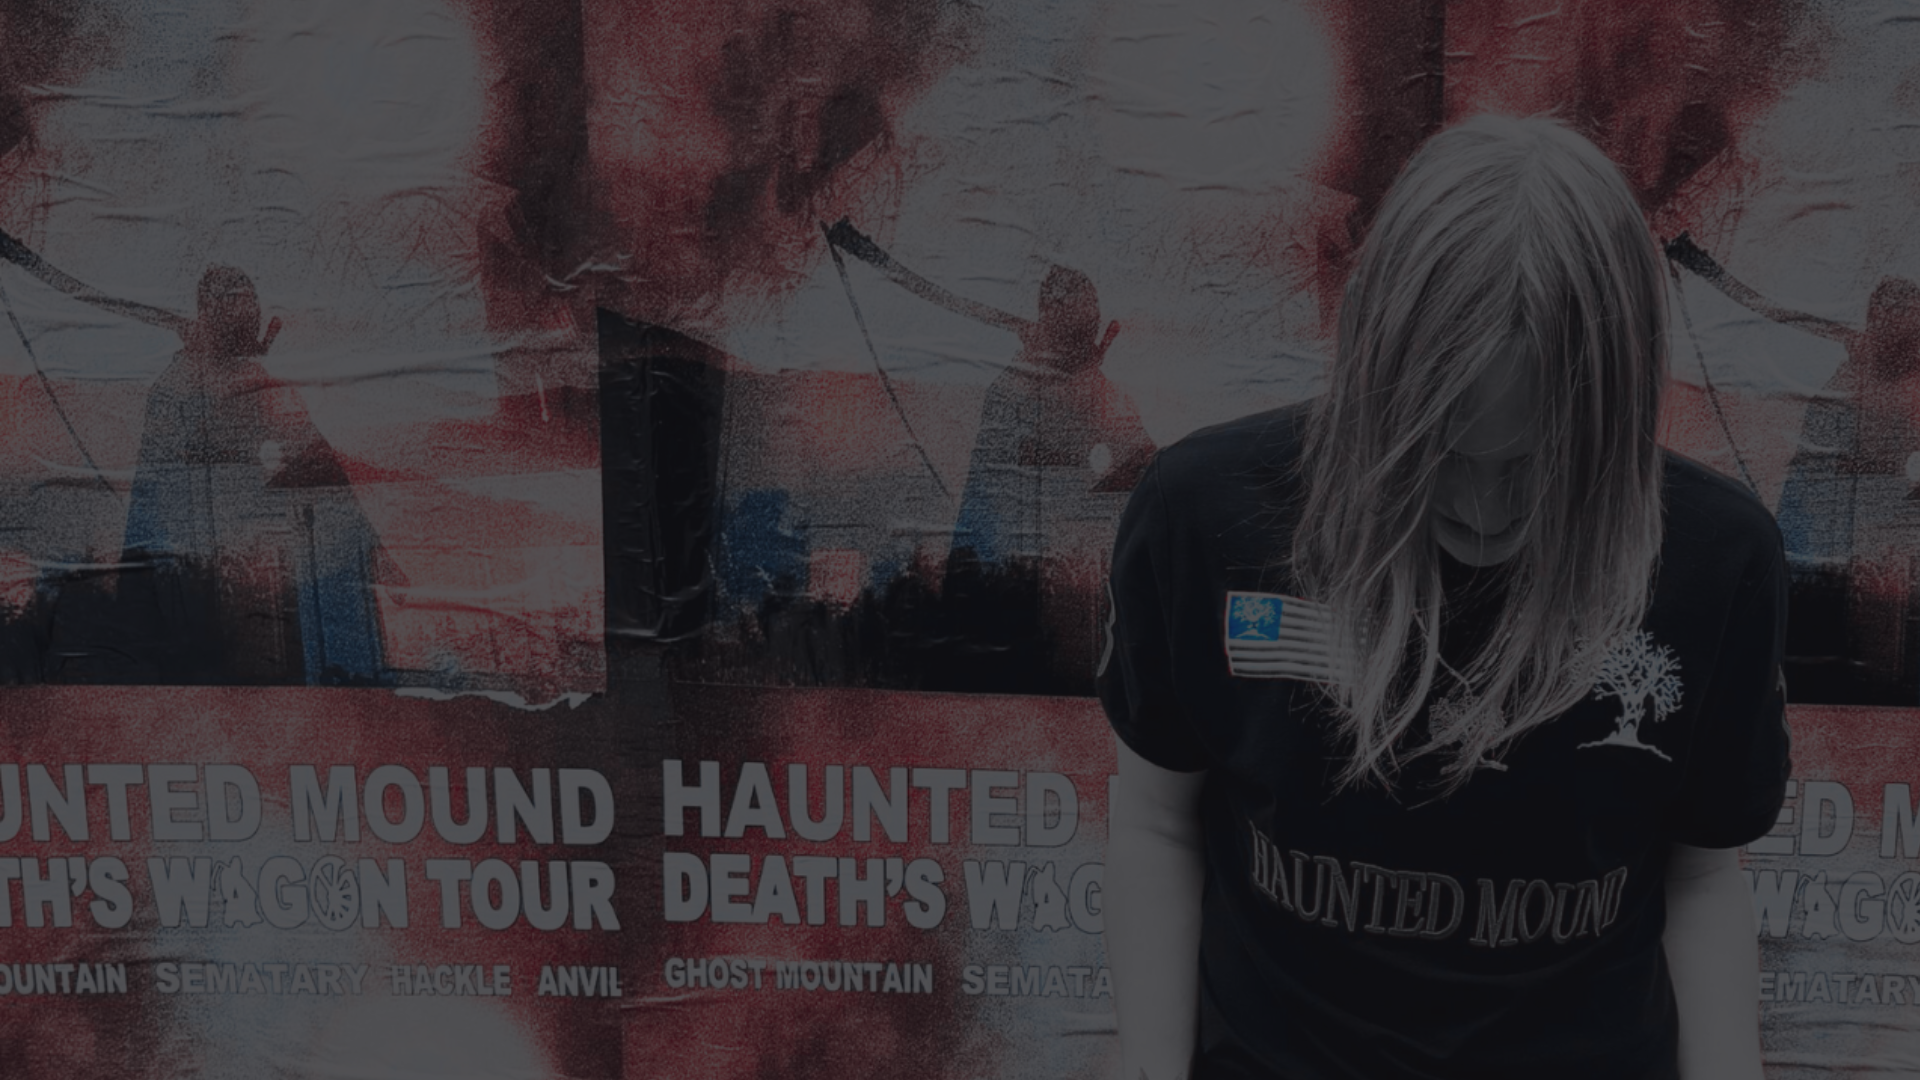 UNTED MOUND
TH'S WAGON TOUR
OUNTAIN SEMATARY HACKLE ANVIL
HAUNTED
DEATH'S WAG
GHOST MOUNTAIN SEMATA
HAUNTED MOUND
ED M
WAG
EMATARY